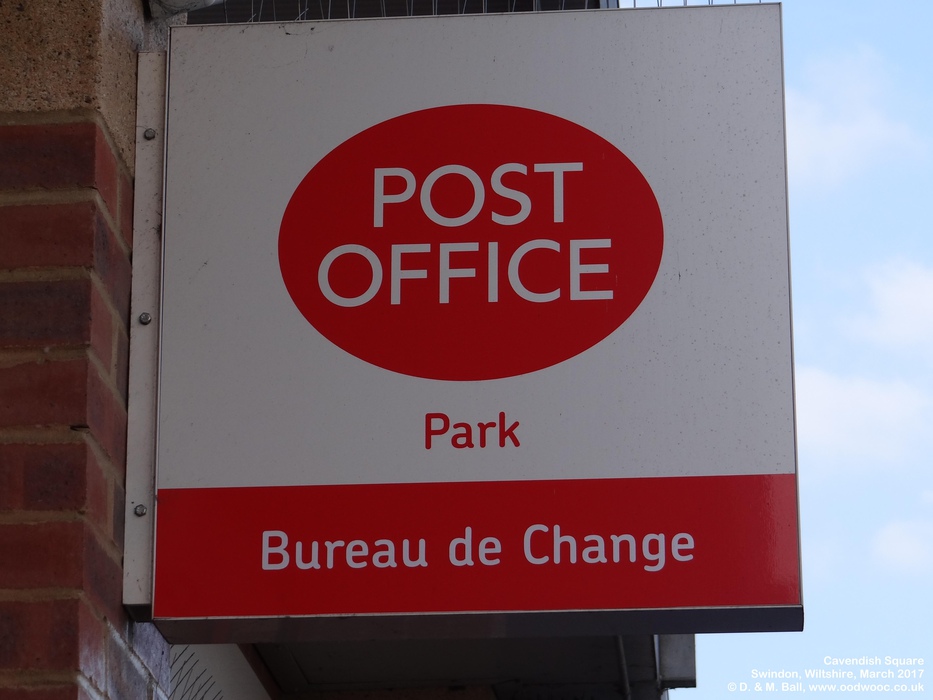 POST
OFFICE
Park
Bureau de Change
Cavendish Square
Swindon, Wiltshire, March 2017
© D. & M. Ball, www.oodwooc.co.uk